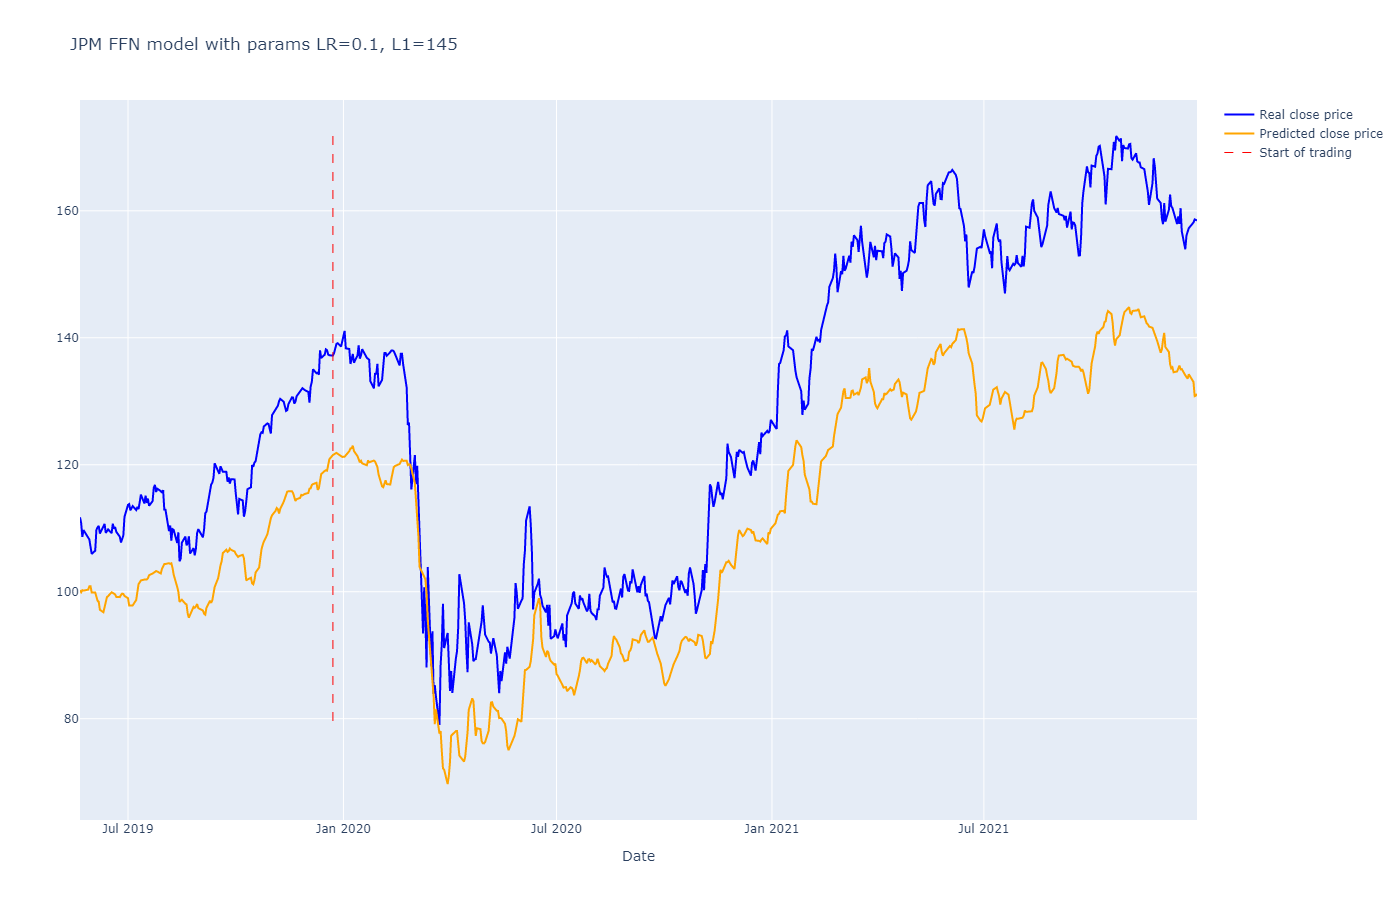 JPM FFN model with params LR=0.1, L1=145
Real close price
Predicted close price
Start of trading
160
140
120
100
80
Jul 2019
Jan 2020
Jul 2020
Jan 2021
Jul 2021
Date